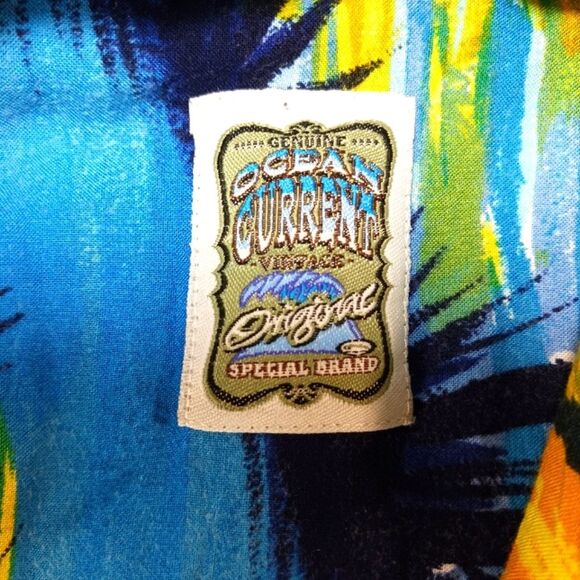 GENUINE
OCEAN
CURRENT
VINTAGE
Original
SPECIAL BRAND